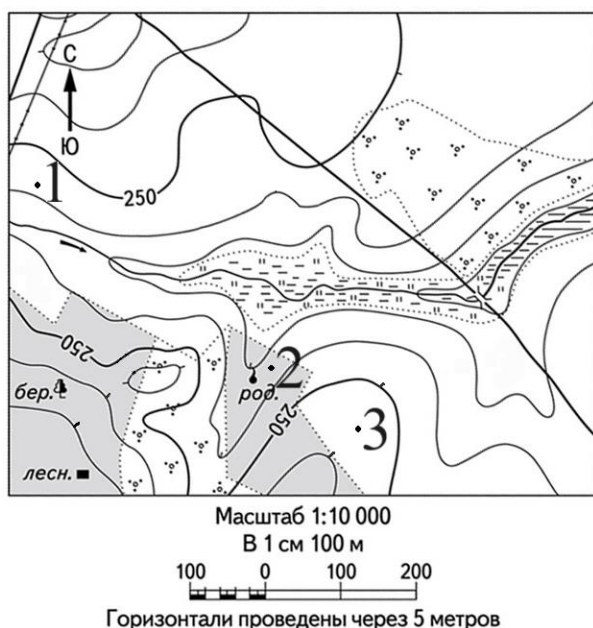 С
Ю
1
250
250
2
бер.
род.
250
3
лесн.
Масштаб 1:10 000
В 1 см 100 м
100 0 100 200
Горизонтали проведены через 5 метров